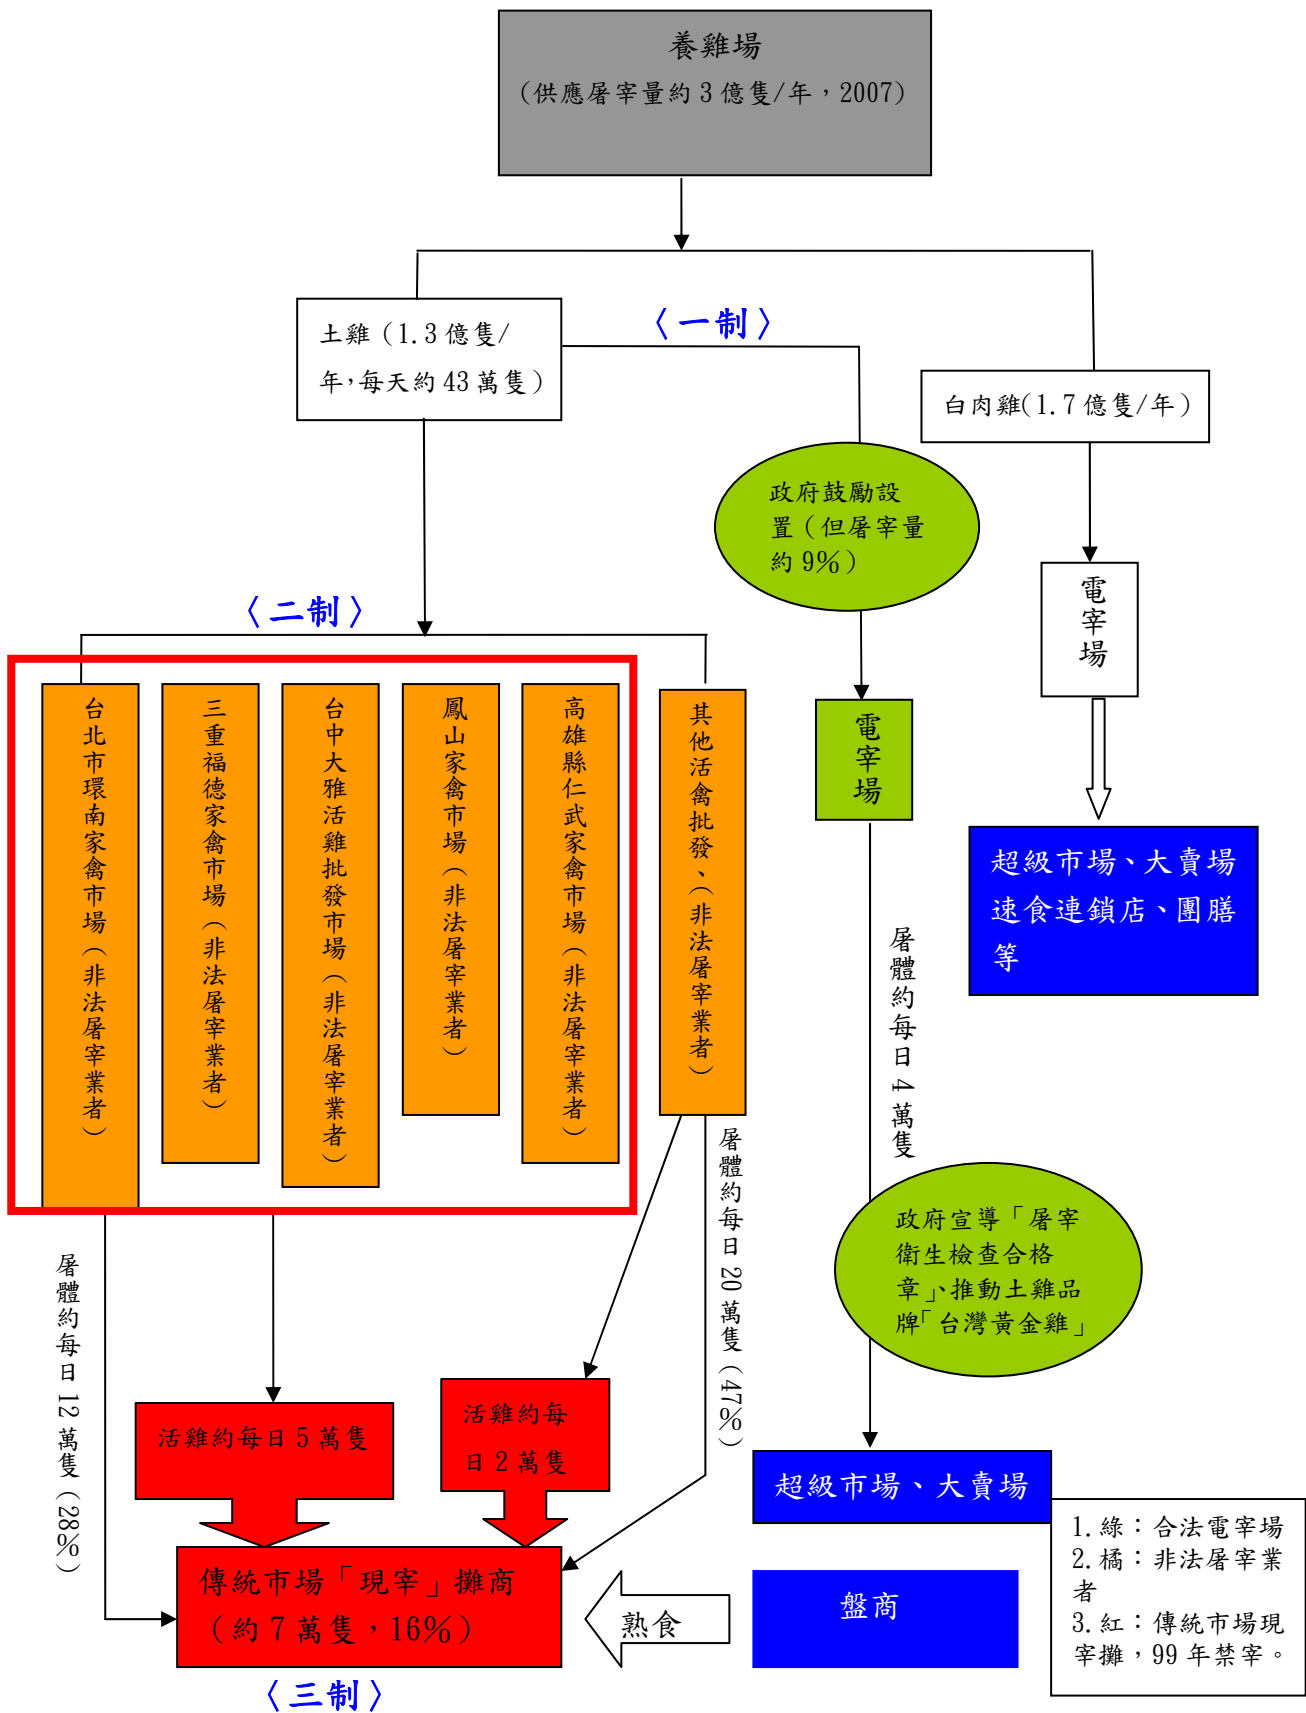 養雞場
(供應屠宰量約 3 億隻/年，2007)
土雞（1.3 億隻/
年，每天約 43 萬隻）
〈一制〉
白肉雞(1.7 億隻/年）
政府鼓勵設
置（但屠宰量
約 9%）
電宰場
〈二制〉
台北市環南家禽市場（非法屠宰業者）
三重福德家禽市場（非法屠宰業者）
台中大雅活雞批發市場（非法屠宰業者）
鳳山家禽市場（非法屠宰業者）
高雄縣仁武家禽市場（非法屠宰業者）
其他活禽批發、（非法屠宰業者）
電宰場
超級市場、大賣場
速食連鎖店、團膳
等
屠體約每日 4 萬隻
屠體約每日 20 萬隻（47%）
政府宣導「屠宰
衛生檢查合格
章」、推動土雞品
牌「台灣黃金雞」
屠體約每日 12 萬隻（28%）
活雞約每日 5 萬隻
活雞約每
日 2 萬隻
超級市場、大賣場
傳統市場「現宰」攤商
（約 7 萬隻，16%）
熟食
盤商
1.綠：合法電宰場
2.橘：非法屠宰業
者
3.紅：傳統市場現
宰攤，99 年禁宰。
〈三制〉